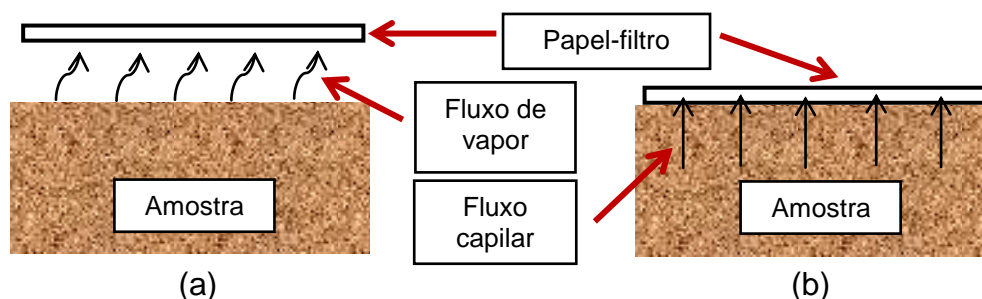 Papel-filtro
Fluxo de
vapor
Amostra
Fluxo
capilar
Amostra
(a)
(b)